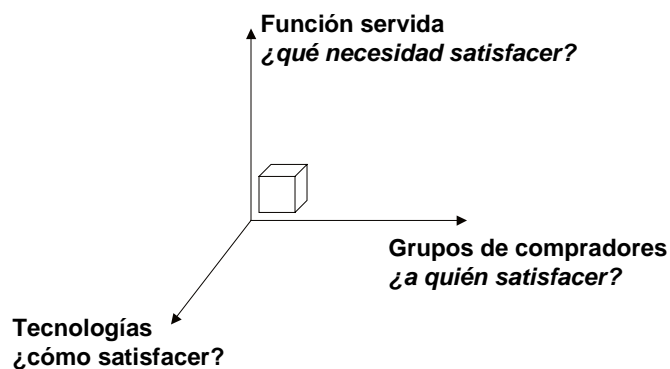 Función servida
¿qué necesidad satisfacer?
Grupos de compradores
¿a quién satisfacer?
Tecnologías
¿cómo satisfacer?